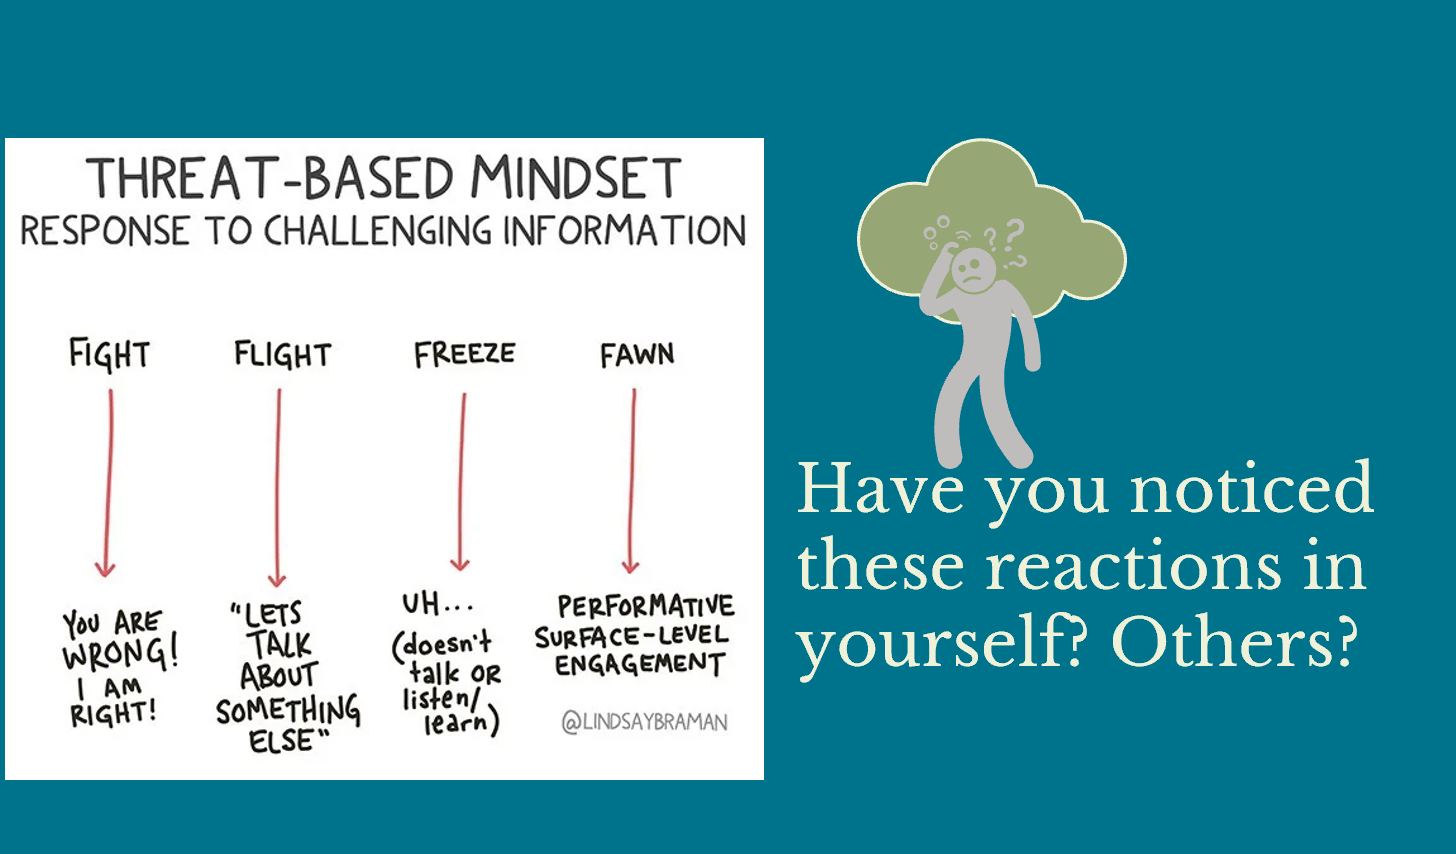 THREAT-BASED MINDSET
RESPONSE TO CHALLENGING INFORMATION
FIGHT
YOU ARE
WRONG!
I AM
RIGHT!
FLIGHT
"LETS
TALK
ABOUT
SOMETHING
ELSE"
FREEZE
UH...
(doesn't
talk OR
listen/
learn)
FAWN
PERFORMATIVE
SURFACE-LEVEL
ENGAGEMENT
@LINDSAYBRAMAN
? ? ?
Have you noticed
these reactions in
yourself? Others?